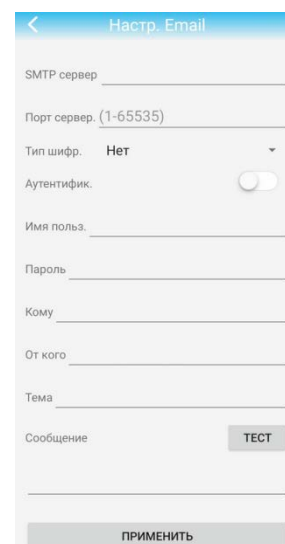 Настр. Email
SMTP сервер
Порт сервер. (1-65535)
Тип шифр. Нет
Аутентифик.
Имя польз.
Пароль
Кому
От кого
Тема
Сообщение ТЕСТ
ПРИМЕНИТЬ